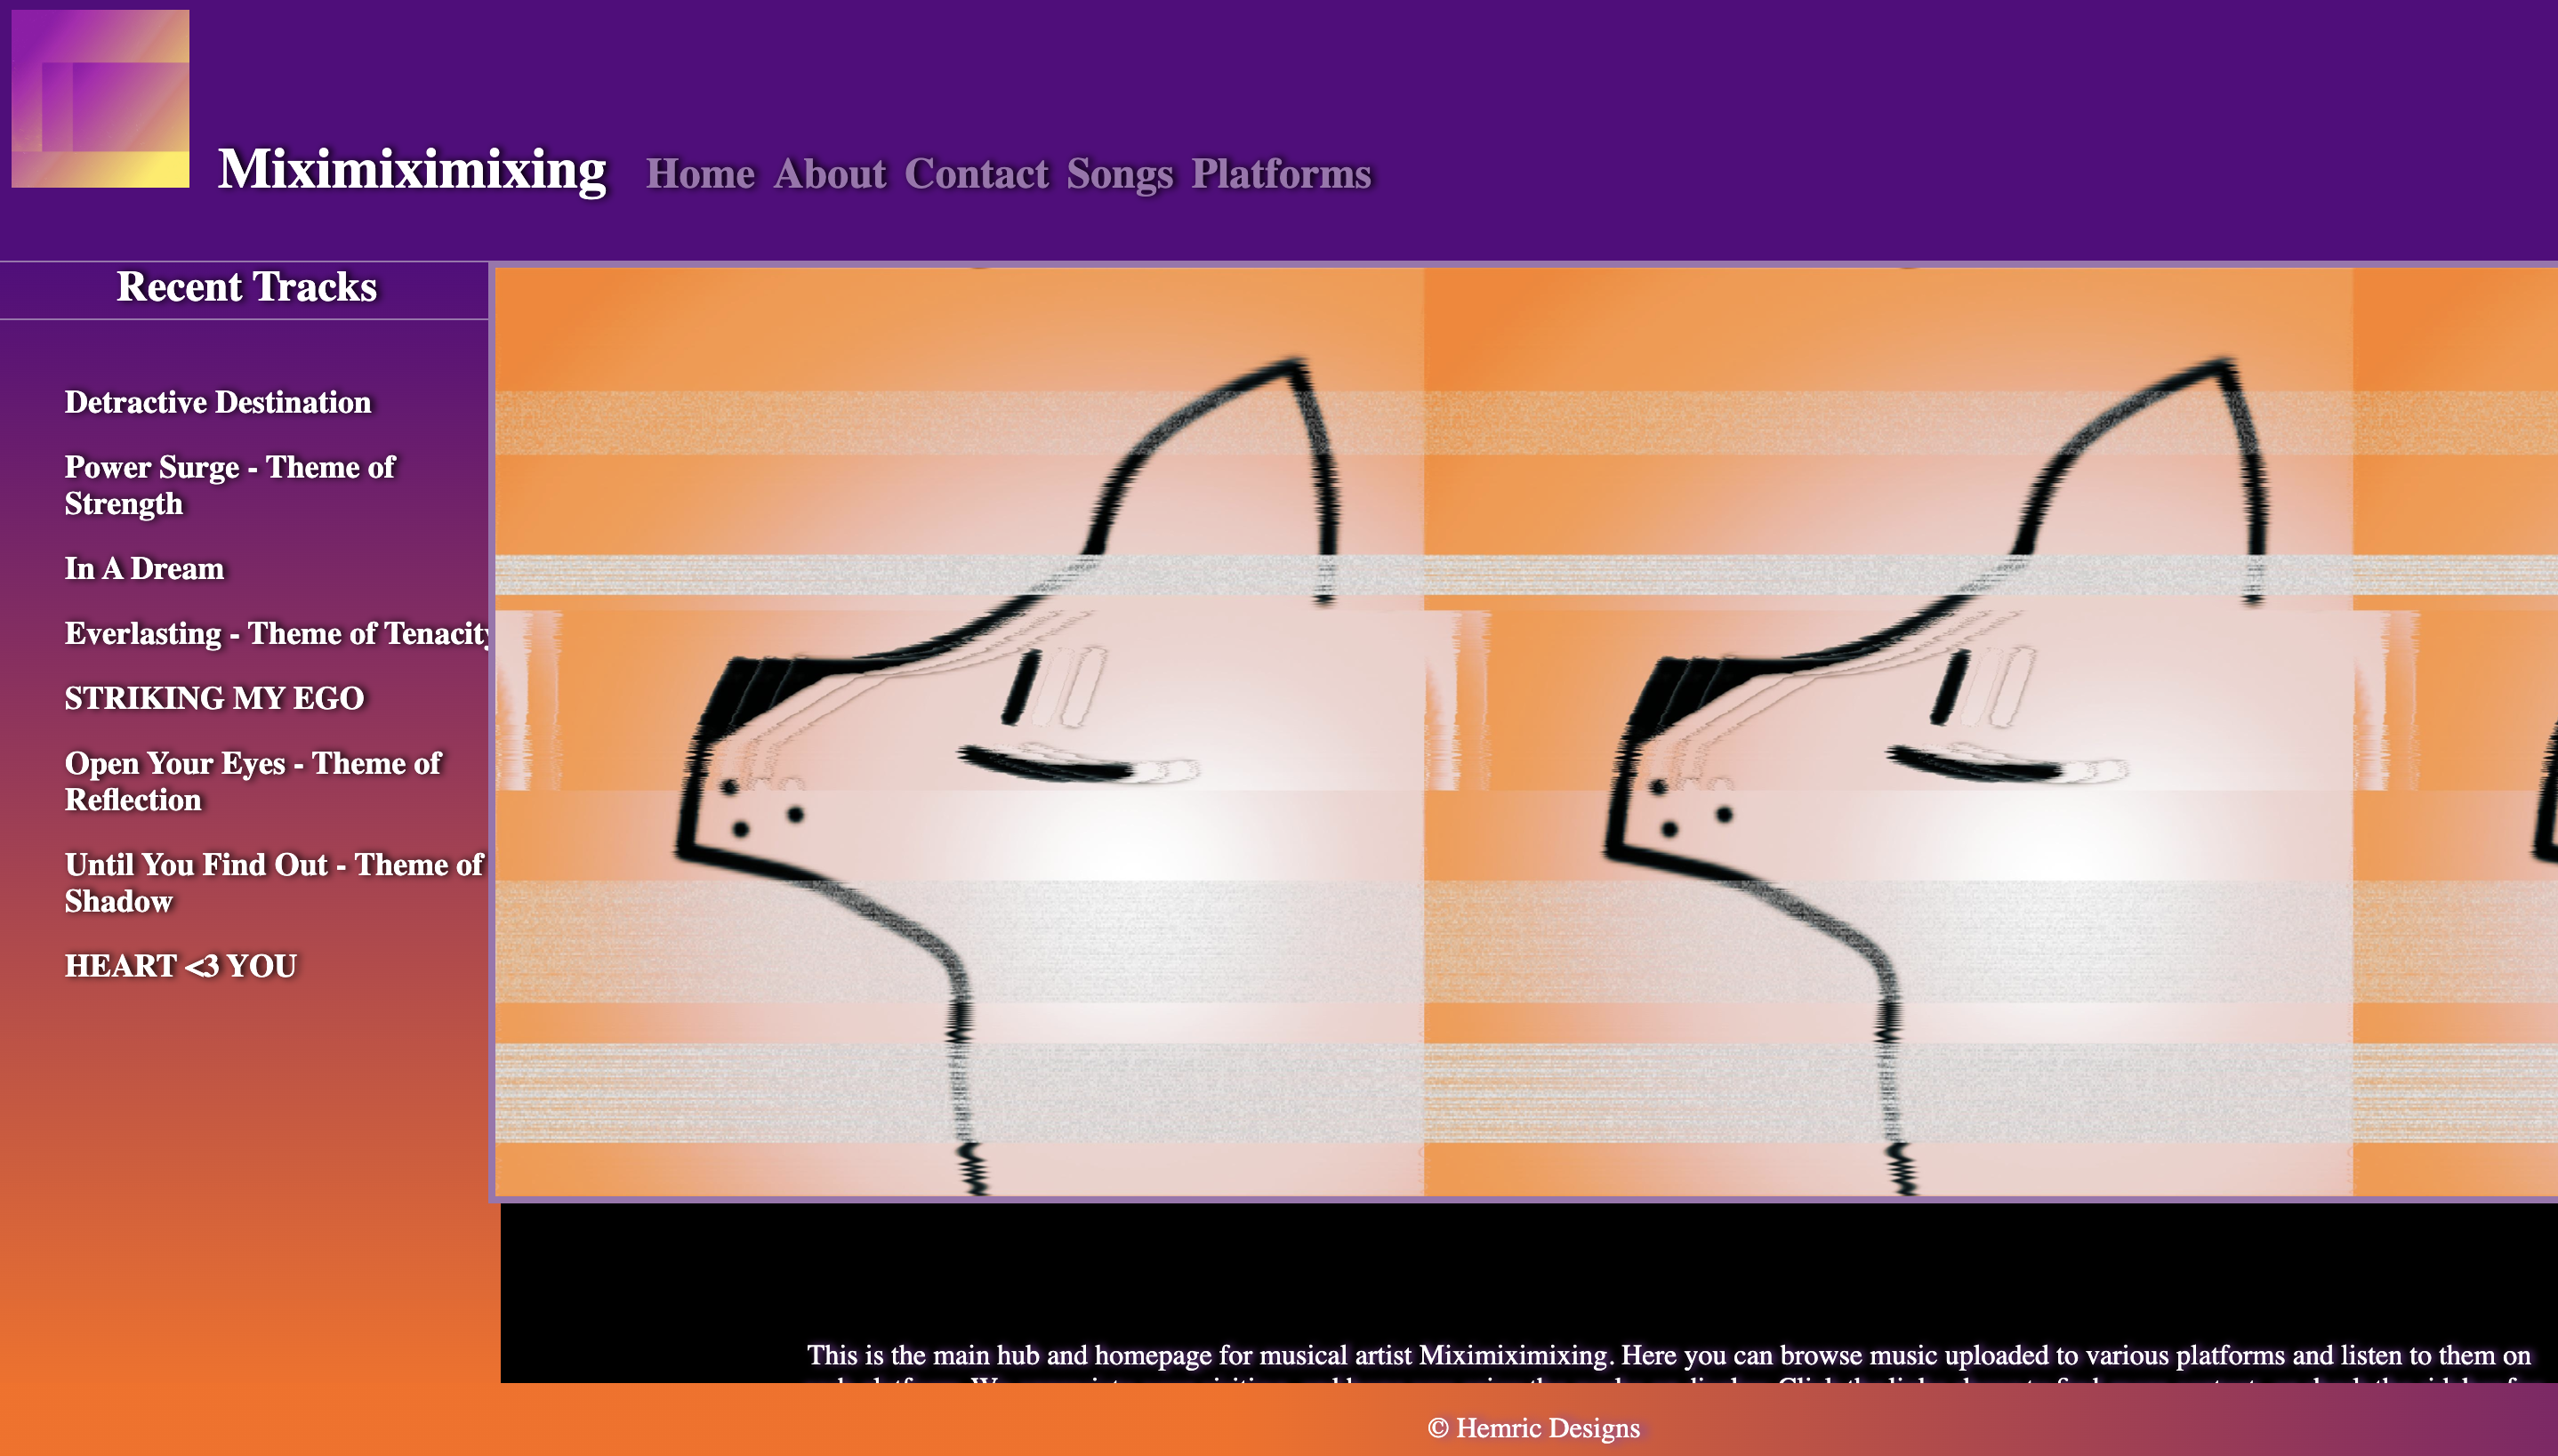 Miximiximixing
Home About Contact Songs Platforms
Recent Tracks
Detractive Destination
Power Surge - Theme of
Strength
In A Dream
Everlasting - Theme of Tenacity
STRIKING MY EGO
Open Your Eyes - Theme of
Reflection
Until You Find Out - Theme of
Shadow
HEART <3 YOU
This is the main hub and homepage for musical artist Miximiximixing. Here you can browse music uploaded to various platforms and listen to them on
© Hemric Designs